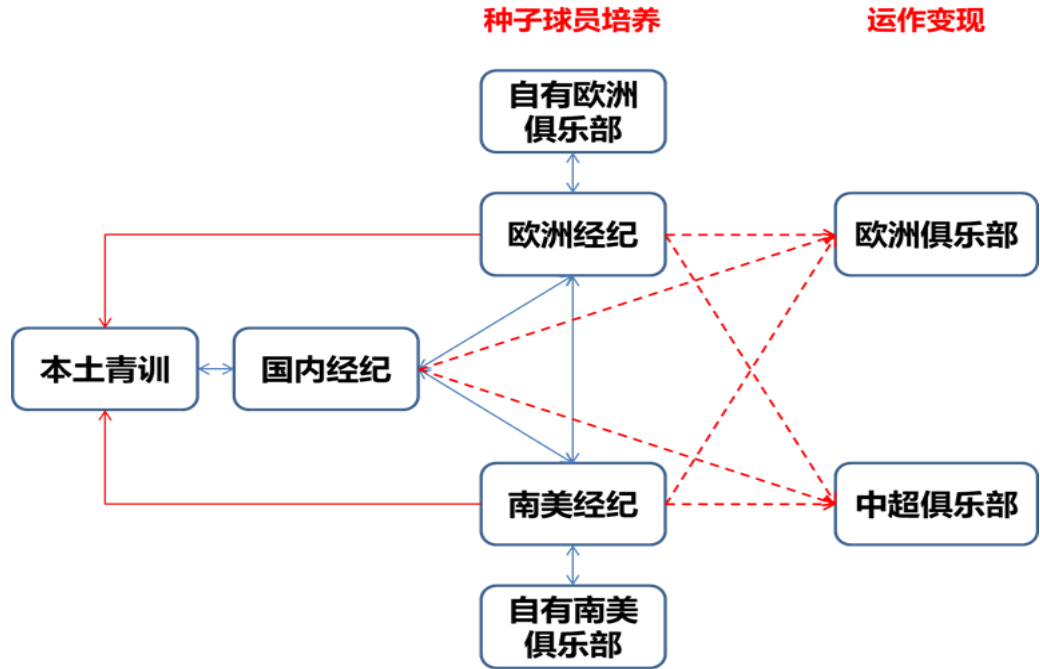 种子球员培养
运作变现
自有欧洲
俱乐部
欧洲经纪
欧洲俱乐部
本土青训
国内经纪
南美经纪
中超俱乐部
自有南美
俱乐部